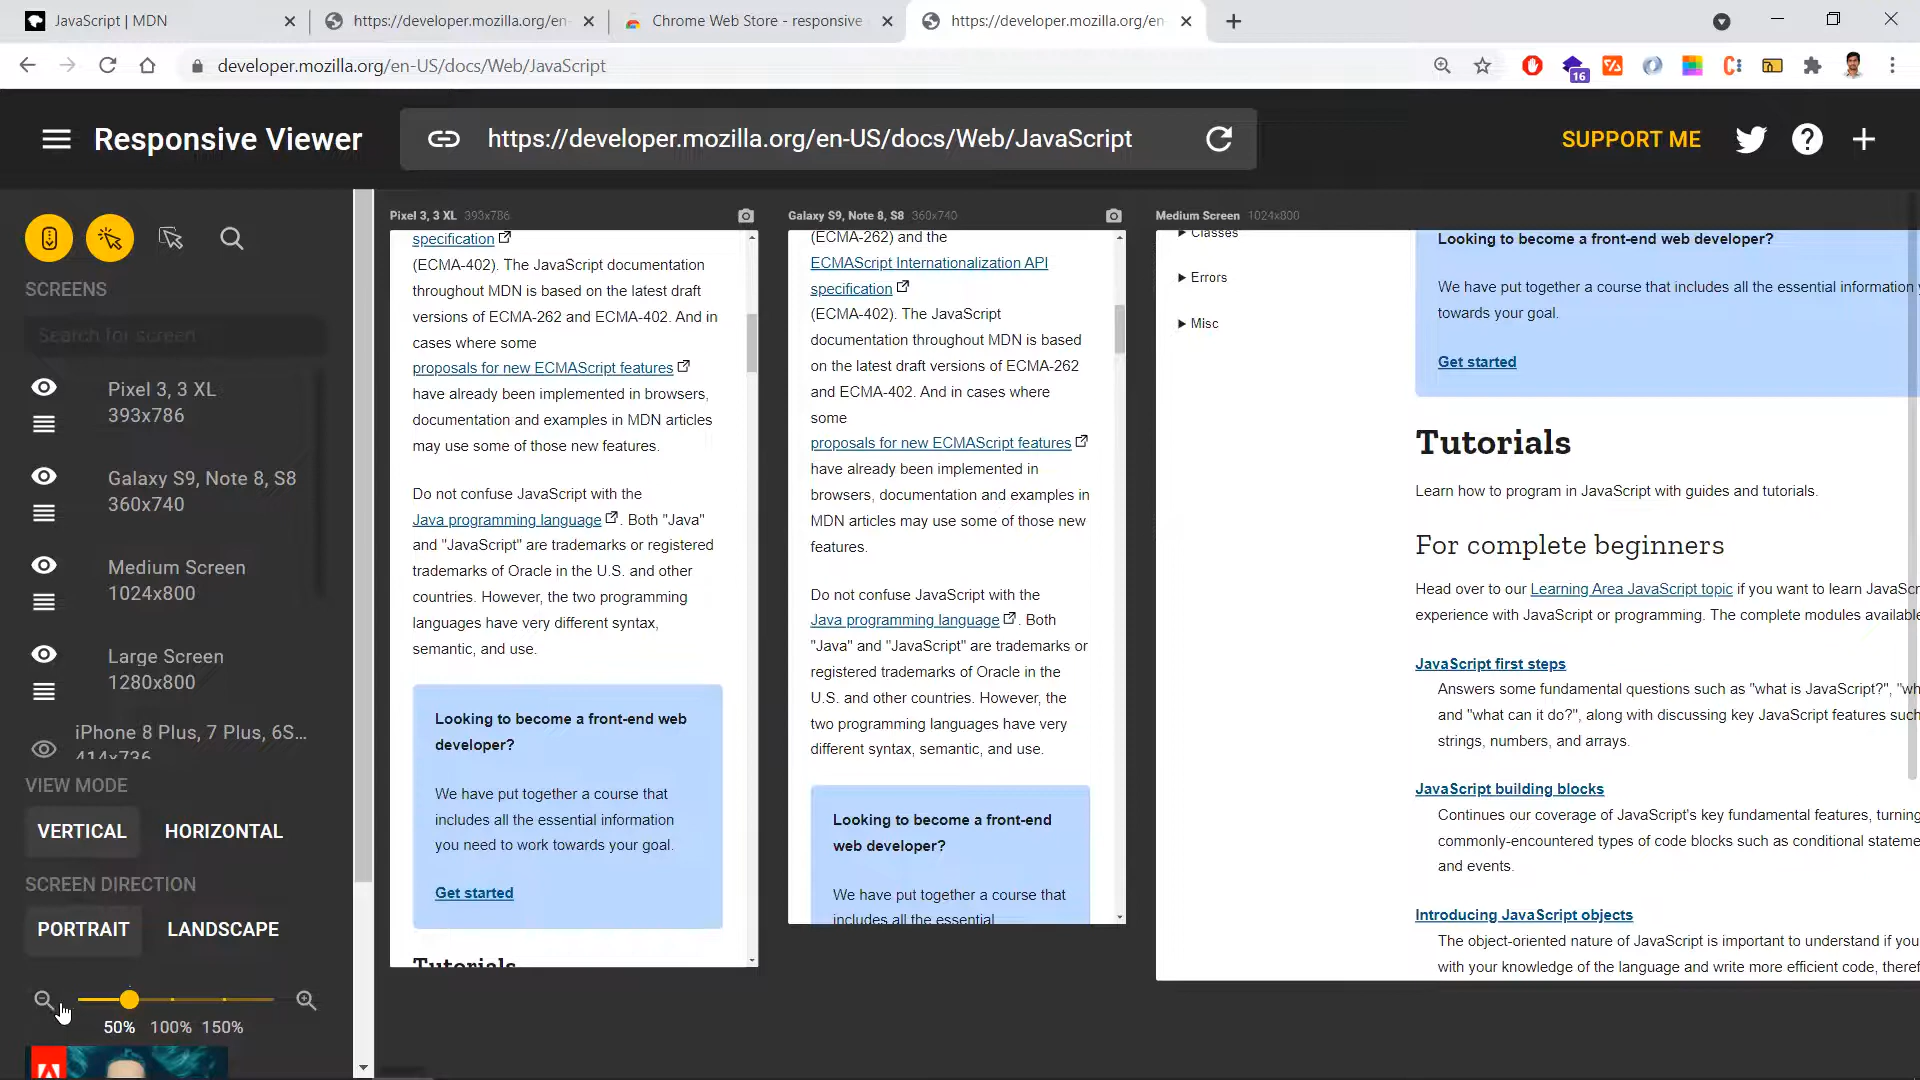 JavaScript | MDN
https://developer.mozilla.org/en-
Chrome Web Store - responsive
https://developer.mozilla.org/en
developer.mozilla.org/en-US/docs/Web/JavaScript
16
Responsive Viewer
https://developer.mozilla.org/en-US/docs/Web/JavaScript
SUPPORT ME
SCREENS
Search for screen
Pixel 3, 3 XL
393x786
Galaxy S9, Note 8, S8
360x740
Medium Screen
1024x800
Large Screen
1280x800
iPhone 8 Plus, 7 Plus, 6S...
414x736
VIEW MODE
VERTICAL HORIZONTAL
SCREEN DIRECTION
PORTRAIT LANDSCAPE
50% 100% 150%
Pixel 3, 3 XL 393x786
specification
(ECMA-402). The JavaScript documentation
throughout MDN is based on the latest draft
versions of ECMA-262 and ECMA-402. And in
cases where some
proposals for new ECMAScript features
have already been implemented in browsers,
documentation and examples in MDN articles
may use some of those new features.
Do not confuse JavaScript with the
Java programming language. Both "Java"
and "JavaScript" are trademarks or registered
trademarks of Oracle in the U.S. and other
countries. However, the two programming
languages have very different syntax,
semantic, and use.
Looking to become a front-end web
developer?
We have put together a course that
includes all the essential information
you need to work towards your goal.
Get started
Tutorials
Galaxy S9, Note 8, S8 360x740
(ECMA-262) and the
ECMAScript Internationalization API
specification
(ECMA-402). The JavaScript
documentation throughout MDN is based
on the latest draft versions of ECMA-262
and ECMA-402. And in cases where
some
proposals for new ECMAScript features
have already been implemented in
browsers, documentation and examples in
MDN articles may use some of those new
features.
Do not confuse JavaScript with the
Java programming language. Both
"Java" and "JavaScript" are trademarks or
registered trademarks of Oracle in the
U.S. and other countries. However, the
two programming languages have very
different syntax, semantic, and use.
Looking to become a front-end
web developer?
We have put together a course that
includes all the essential
Medium Screen 1024x800
Classes
Errors
Misc
Looking to become a front-end web developer?
We have put together a course that includes all the essential information
towards your goal.
Get started
Tutorials
Learn how to program in JavaScript with guides and tutorials.
For complete beginners
Head over to our Learning Area JavaScript topic if you want to learn JavaScr
experience with JavaScript or programming. The complete modules available
JavaScript first steps
Answers some fundamental questions such as "what is JavaScript?", "wh
and "what can it do?", along with discussing key JavaScript features such
strings, numbers, and arrays.
JavaScript building blocks
Continues our coverage of JavaScript's key fundamental features, turning
commonly-encountered types of code blocks such as conditional stateme
and events.
Introducing JavaScript objects
The object-oriented nature of JavaScript is important to understand if you
with your knowledge of the language and write more efficient code, theref